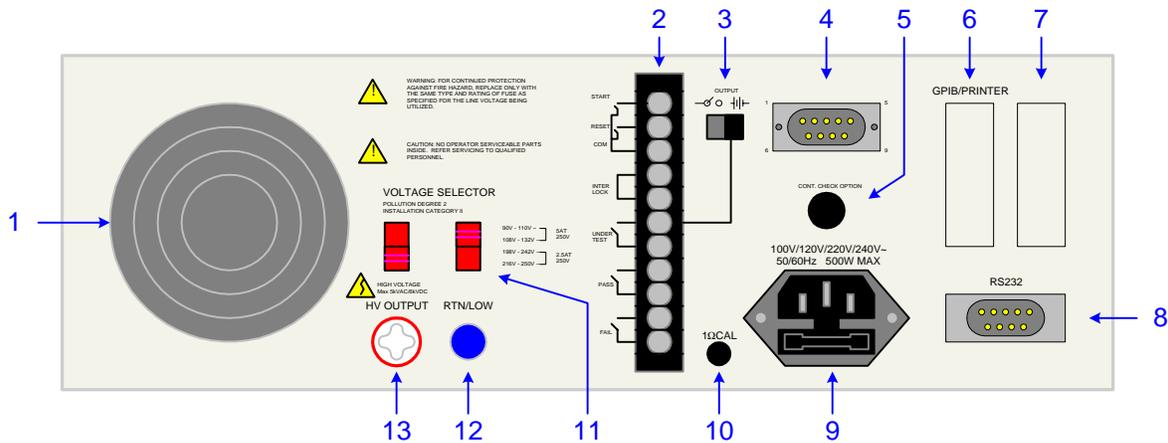 2 3 4 5 6 7
WARNING: FOR CONTINUED PROTECTION
AGAINST FIRE HAZARD, REPLACE ONLY WITH
THE SAME TYPE AND RATING OF FUSE AS
SPECIFIED FOR THE LINE VOLTAGE BEING
UTILIZED.
CAUTION: NO OPERATOR SERVICEABLE PARTS
INSIDE. REFER SERVICING TO QUALIFIED
PERSONNEL.
VOLTAGE SELECTOR
POLLUTION DEGREE 2
INSTALLATION CATEGORY II
90V - 110V ~
108V - 132V ~
5AT
250V
198V - 242V ~
216V - 250V ~
2.5AT
250V
HIGH VOLTAGE
Max 5kVAC/6kVDC
HV OUTPUT
RTN/LOW
START
RESET
COM
INTER
LOCK
UNDER
TEST
PASS
FAIL
OUTPUT
1 5
6 9
CONT. CHECK OPTION
100V/120V/220V/240V~
50/60Hz 500W MAX
1ΩCAL
GPIB/PRINTER
RS232
1
8
13 12 11 10 9